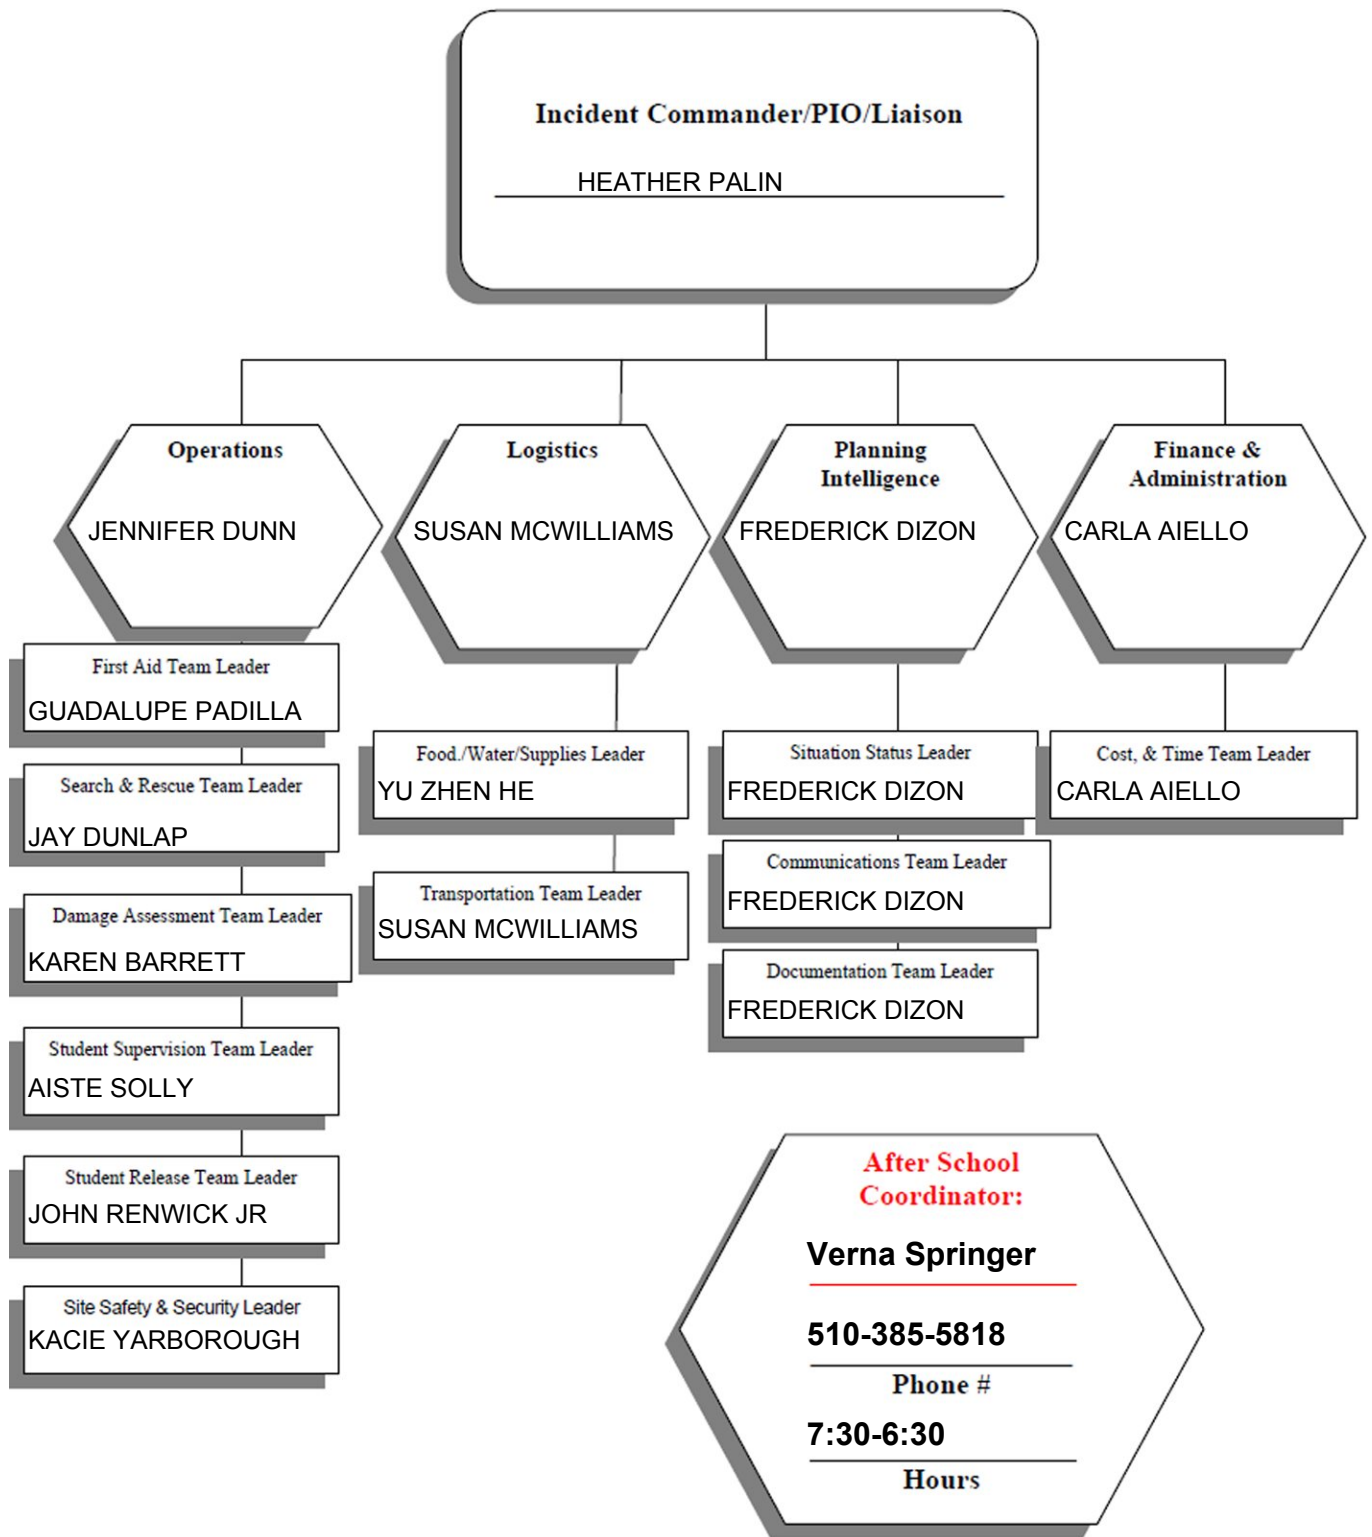 Incident Commander/PIO/Liaison
HEATHER PALIN
Operations
JENNIFER DUNN
Logistics
SUSAN MCWILLIAMS
Planning
Intelligence
FREDERICK DIZON
Finance &
Administration
CARLA AIELLO
First Aid Team Leader
GUADALUPE PADILLA
Search & Rescue Team Leader
JAY DUNLAP
Damage Assessment Team Leader
KAREN BARRETT
Student Supervision Team Leader
AISTE SOLLY
Student Release Team Leader
JOHN RENWICK JR
Site Safety & Security Leader
KACIE YARBOROUGH
Food./Water/Supplies Leader
YU ZHEN HE
Transportation Team Leader
SUSAN MCWILLIAMS
Situation Status Leader
FREDERICK DIZON
Communications Team Leader
FREDERICK DIZON
Documentation Team Leader
FREDERICK DIZON
Cost, & Time Team Leader
CARLA AIELLO
After School
Coordinator:
Verna Springer
510-385-5818
Phone #
7:30-6:30
Hours